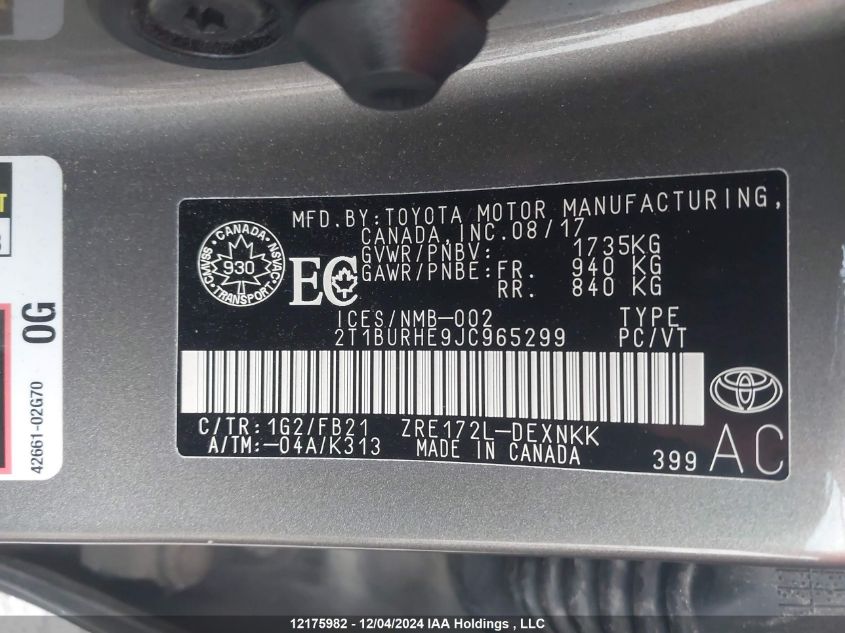 MFD. BY: TOYOTA MOTOR MANUFACTURING,
CANADA, INC. 08/17
GVWR/PNBV: 1735KG
GAWR/PNBE: FR. 940 KG
RR. 840 KG
CANADA
CMVSS
930
NSVAC
TRANSPORT
EC
ICES/NMB-002 TYPE
2T1BURHE9JC965299 PC/VT
C/TR: 1G2/FB21 ZRE172L-DEXNKK
A/TM: -04A/K313 MADE IN CANADA
399 AC
0G
42661-02G70
12175982 - 12/04/2024 IAA Holdings , LLC